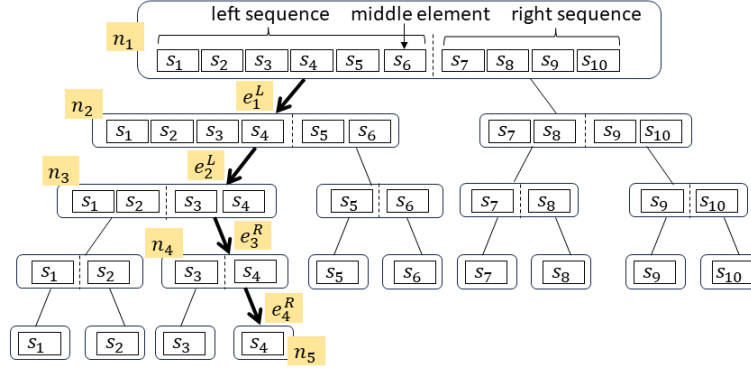 left sequence middle element right sequence
n₁
s₁ s₂ s₃ s₄ s₅ s₆ s₇ s₈ s₉ s₁₀
e₁ᴸ
n₂
s₁ s₂ s₃ s₄ s₅ s₆ s₇ s₈ s₉ s₁₀
e₂ᴸ
n₃
s₁ s₂ s₃ s₄ s₅ s₆ s₇ s₈ s₉ s₁₀
n₄ e₃ᴿ
s₁ s₂ s₃ s₄ s₅ s₆ s₇ s₈ s₉ s₁₀
e₄ᴿ
s₁ s₂ s₃ s₄ n₅